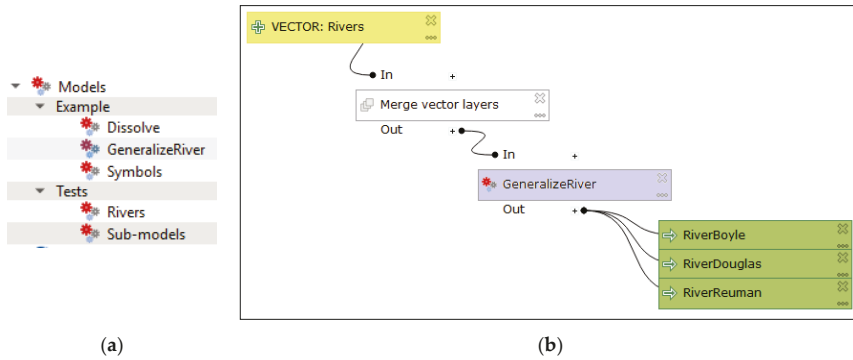 Models
Example
Dissolve
GeneralizeRiver
Symbols
Tests
Rivers
Sub-models
(a)
VECTOR: Rivers
In +
Merge vector layers
Out +
In +
GeneralizeRiver
Out +
RiverBoyle
RiverDouglas
RiverReuman
(b)